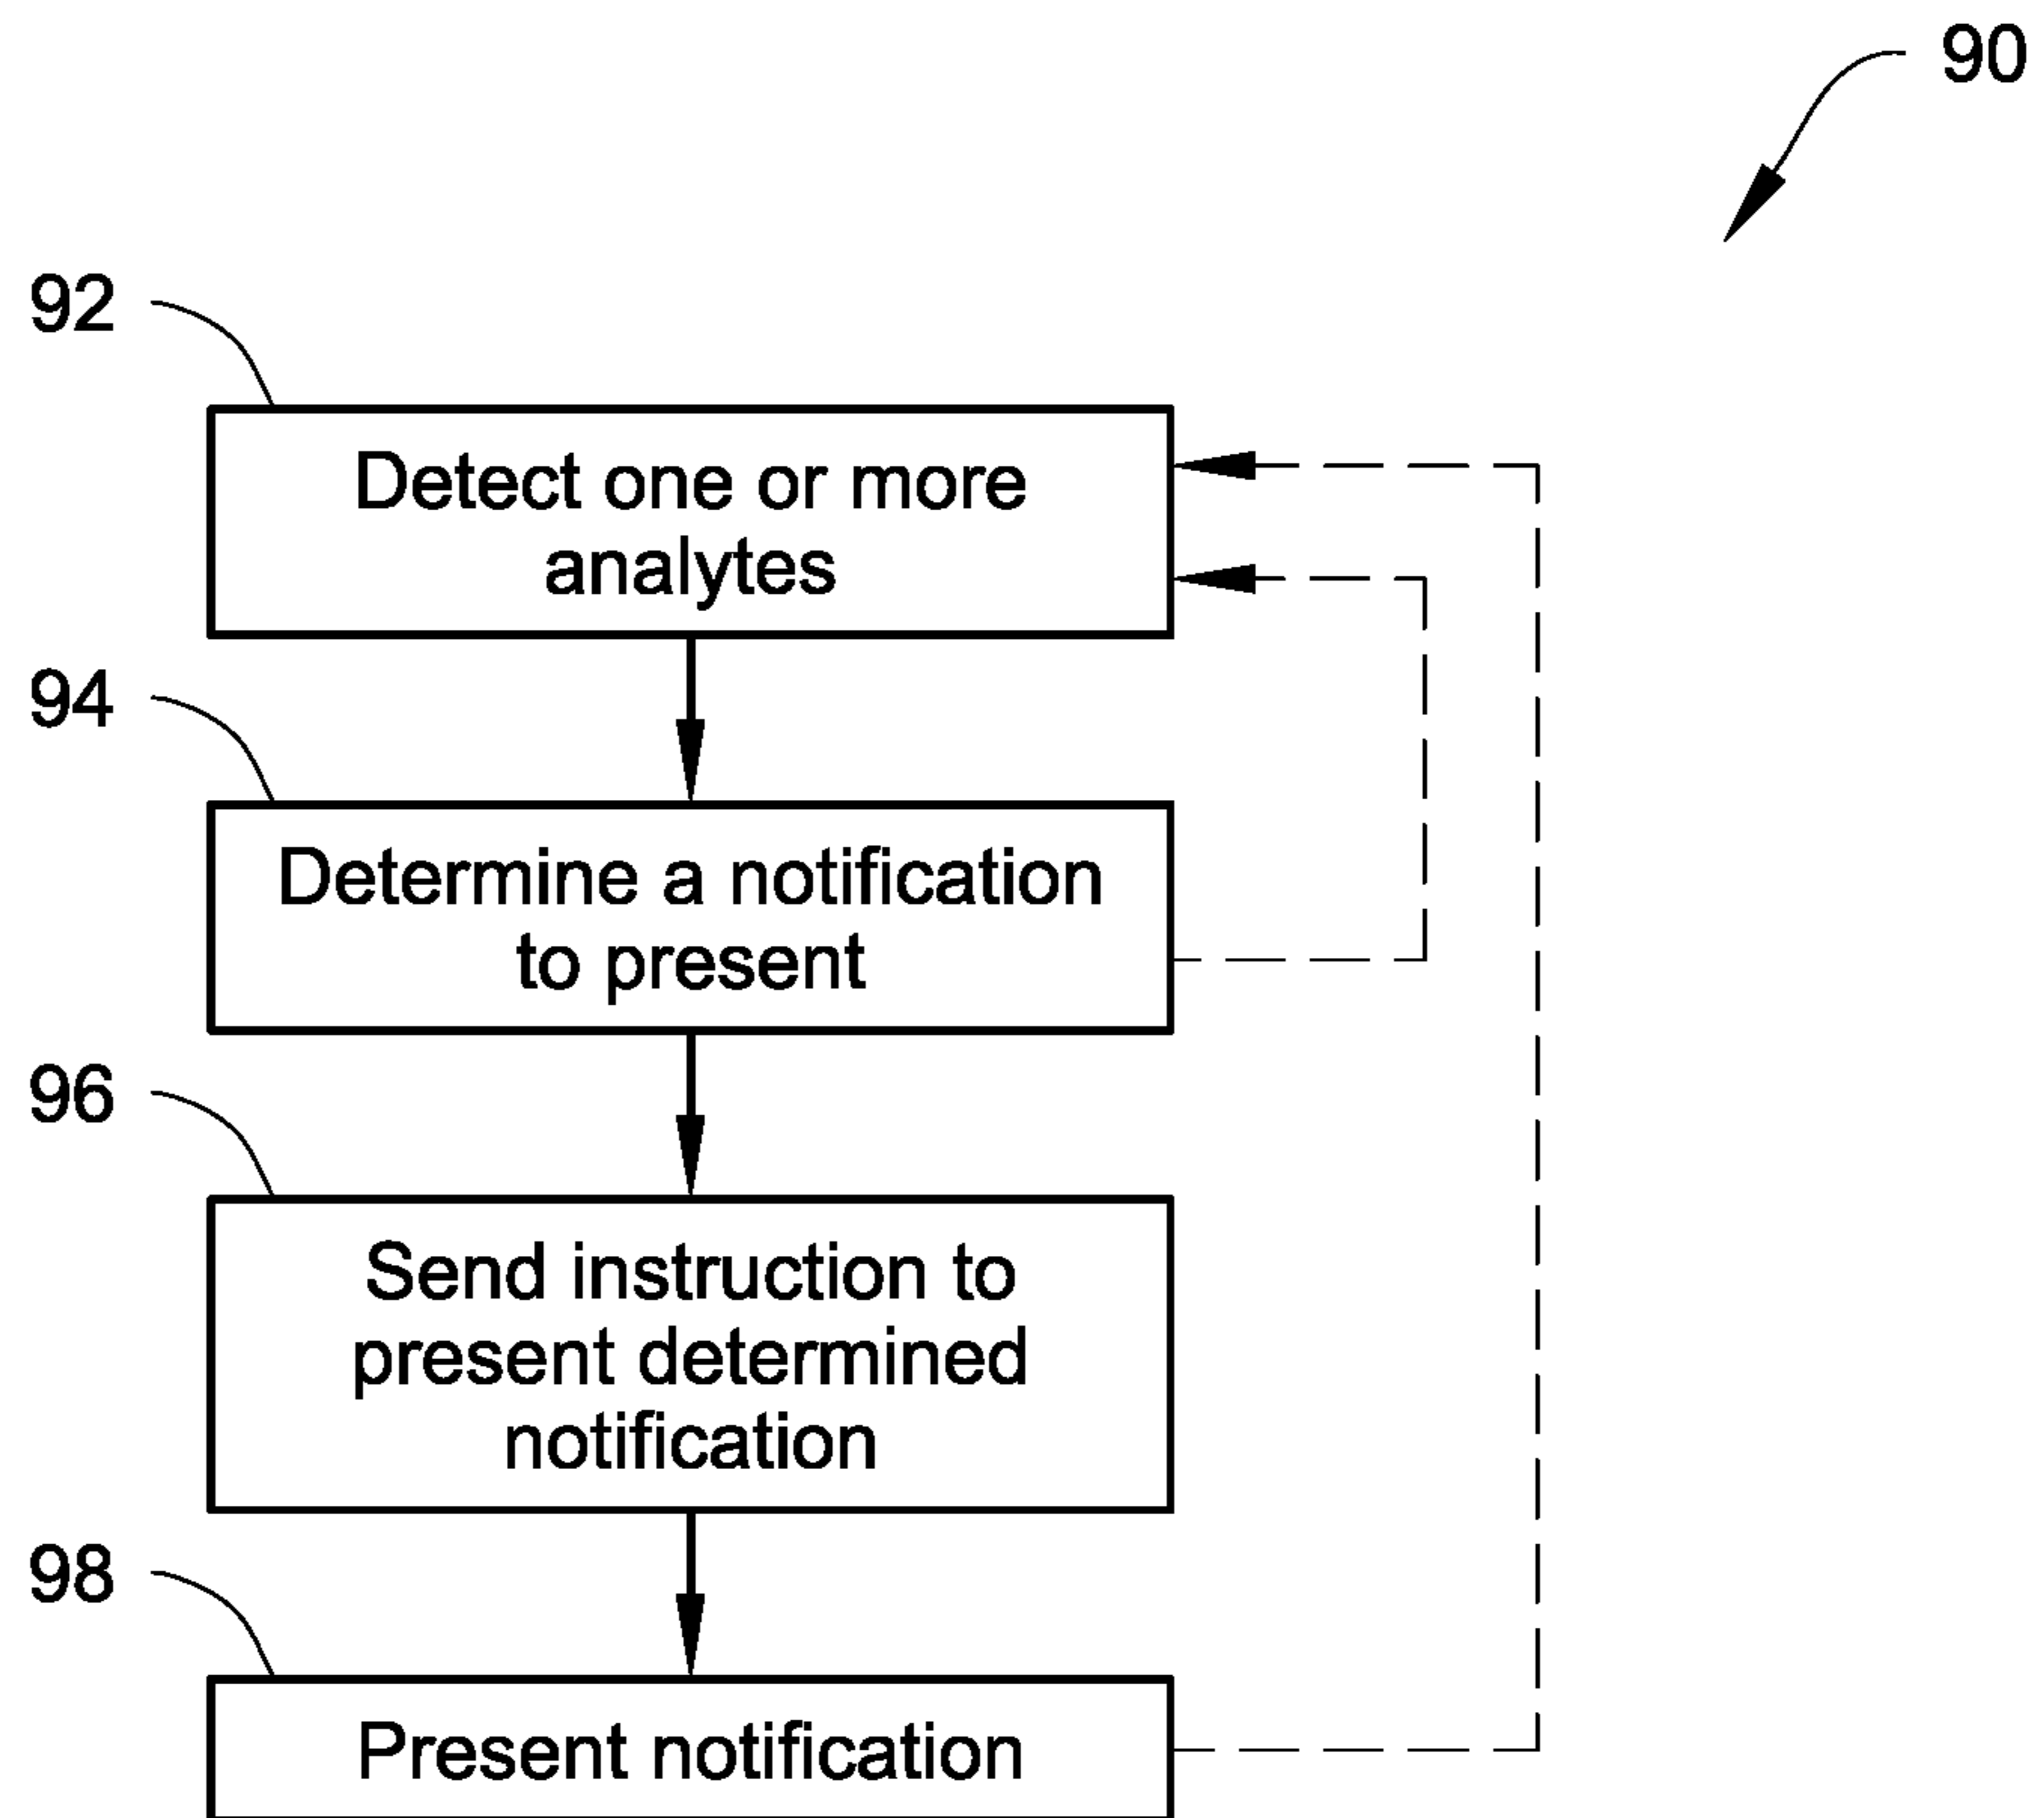 90
92
Detect one or more
analytes
94
Determine a notification
to present
96
Send instruction to
present determined
notification
98
Present notification